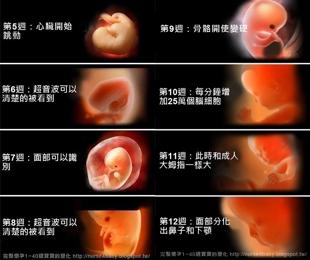 第5週：心臟開始
跳動
第6週：超音波可以
清楚的被看到
第7週：面部可以識
別
第8週：超音波可以
清楚的被看到
第9週：骨骼開使變硬
第10週：每分鐘增
加25萬個腦細胞
第11週：此時和成人
大姆指一樣大
第12週：面部分化
出鼻子和下顎